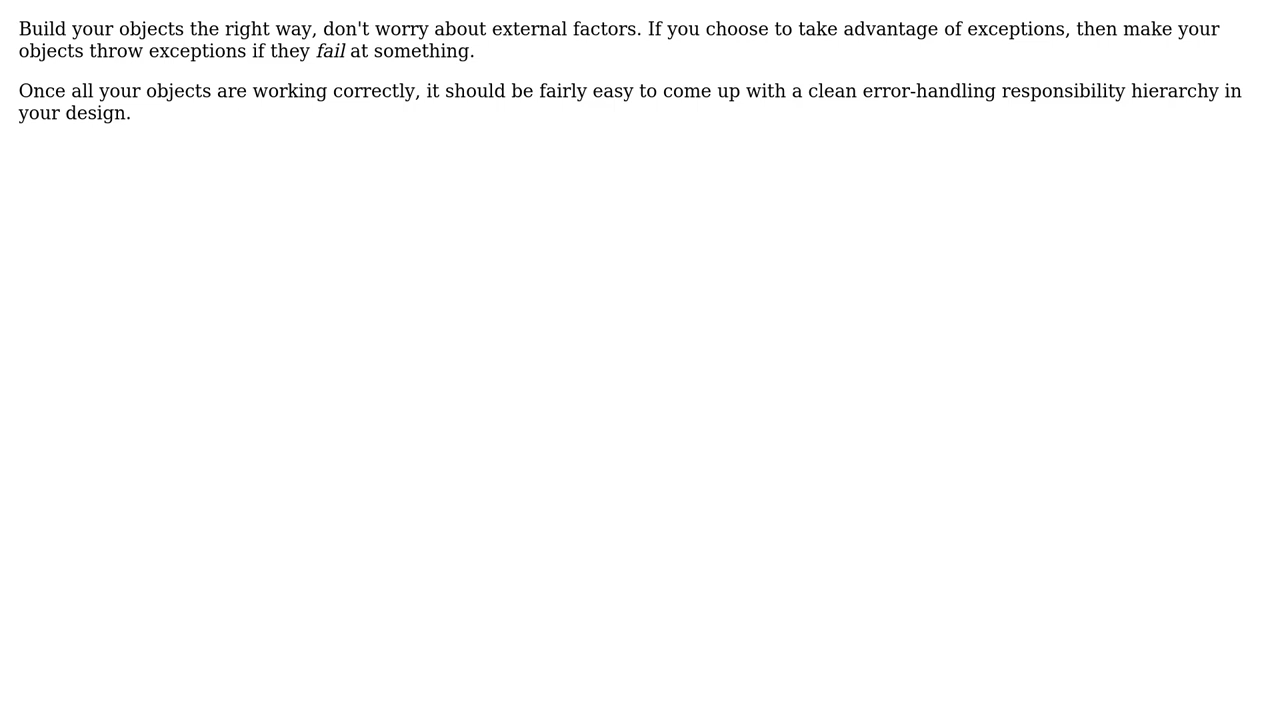 Build your objects the right way, don't worry about external factors. If you choose to take advantage of exceptions, then make your
objects throw exceptions if they fail at something.
Once all your objects are working correctly, it should be fairly easy to come up with a clean error-handling responsibility hierarchy in
your design.